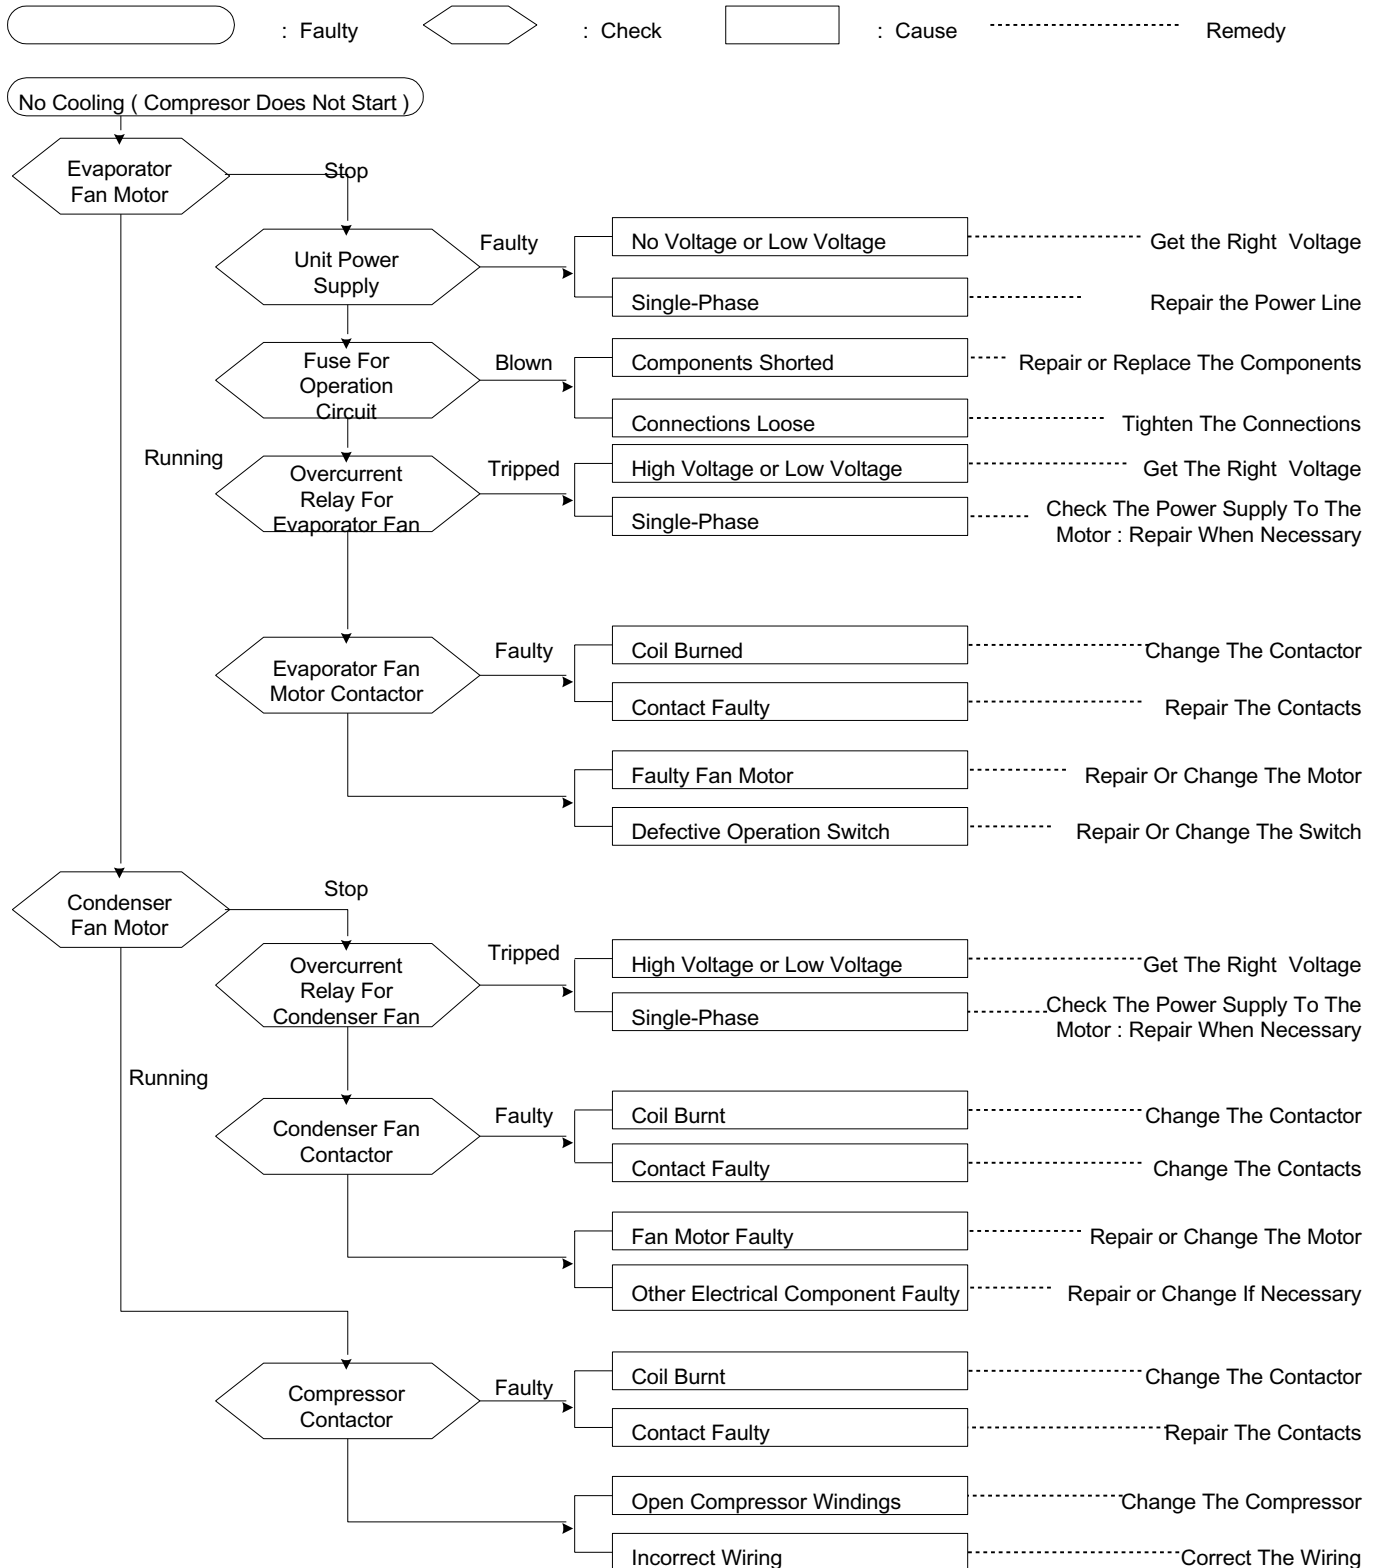 : Faulty : Check : Cause Remedy
No Cooling ( Compresor Does Not Start )
Evaporator
Fan Motor
Stop
Unit Power
Supply
Faulty
No Voltage or Low Voltage
Get the Right Voltage
Single-Phase
Repair the Power Line
Fuse For
Operation
Circuit
Blown
Components Shorted
Repair or Replace The Components
Connections Loose
Tighten The Connections
Running
Overcurrent
Relay For
Evaporator Fan
Tripped
High Voltage or Low Voltage
Get The Right Voltage
Single-Phase
Check The Power Supply To The
Motor : Repair When Necessary
Evaporator Fan
Motor Contactor
Faulty
Coil Burned
Change The Contactor
Contact Faulty
Repair The Contacts
Faulty Fan Motor
Repair Or Change The Motor
Defective Operation Switch
Repair Or Change The Switch
Condenser
Fan Motor
Stop
Overcurrent
Relay For
Condenser Fan
Tripped
High Voltage or Low Voltage
Get The Right Voltage
Single-Phase
Check The Power Supply To The
Motor : Repair When Necessary
Running
Condenser Fan
Contactor
Faulty
Coil Burnt
Change The Contactor
Contact Faulty
Change The Contacts
Fan Motor Faulty
Repair or Change The Motor
Other Electrical Component Faulty
Repair or Change If Necessary
Compressor
Contactor
Faulty
Coil Burnt
Change The Contactor
Contact Faulty
Repair The Contacts
Open Compressor Windings
Change The Compressor
Incorrect Wiring
Correct The Wiring